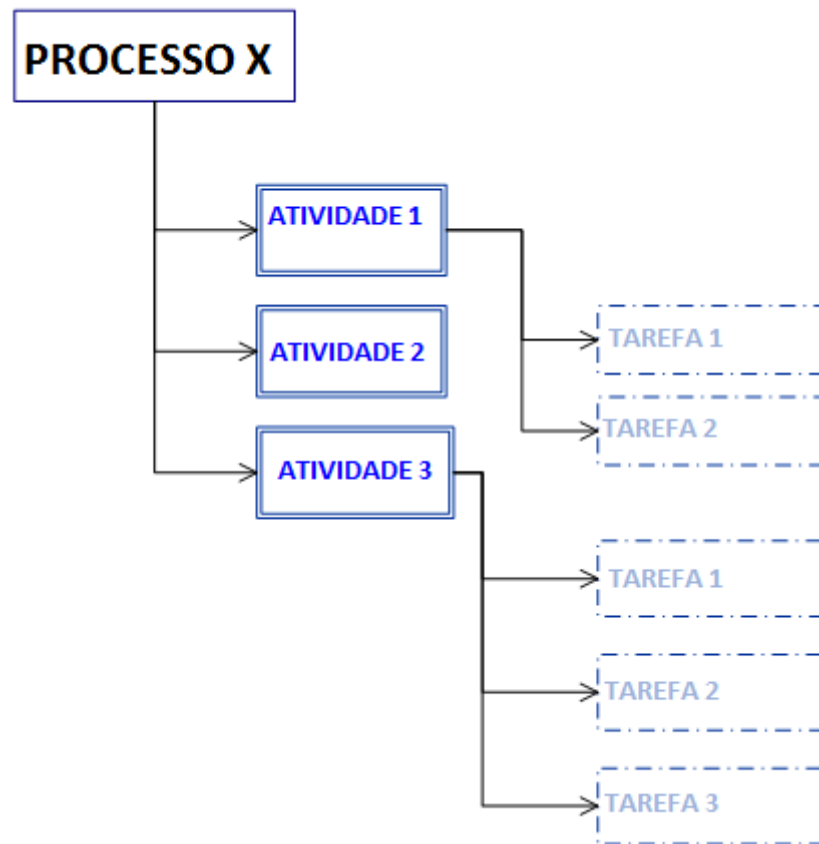 PROCESSO X
ATIVIDADE 1
ATIVIDADE 2
ATIVIDADE 3
TAREFA 1
TAREFA 2
TAREFA 1
TAREFA 2
TAREFA 3